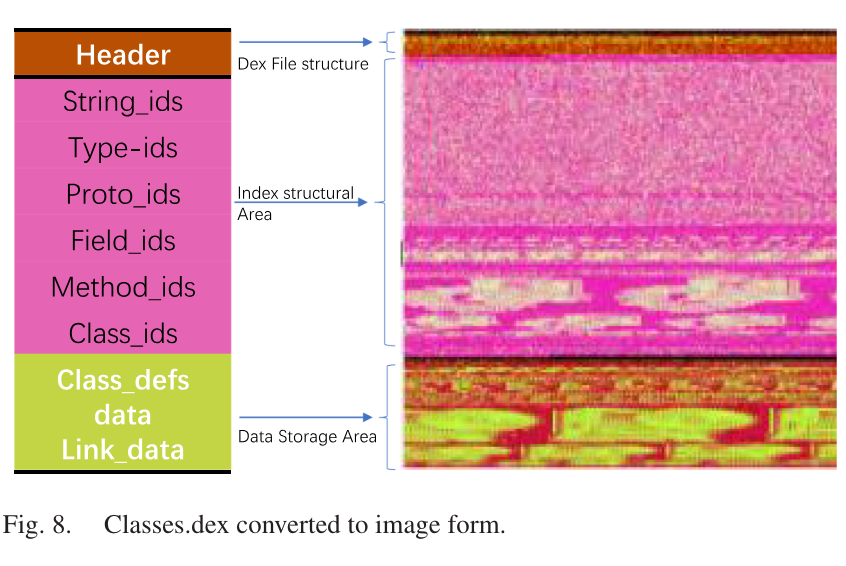 Header
Dex File structure
String_ids
Type-ids
Proto_ids
Index structural
Area
Field_ids
Method_ids
Class_ids
Class_defs
data
Link_data
Data Storage Area
Fig. 8. Classes.dex converted to image form.